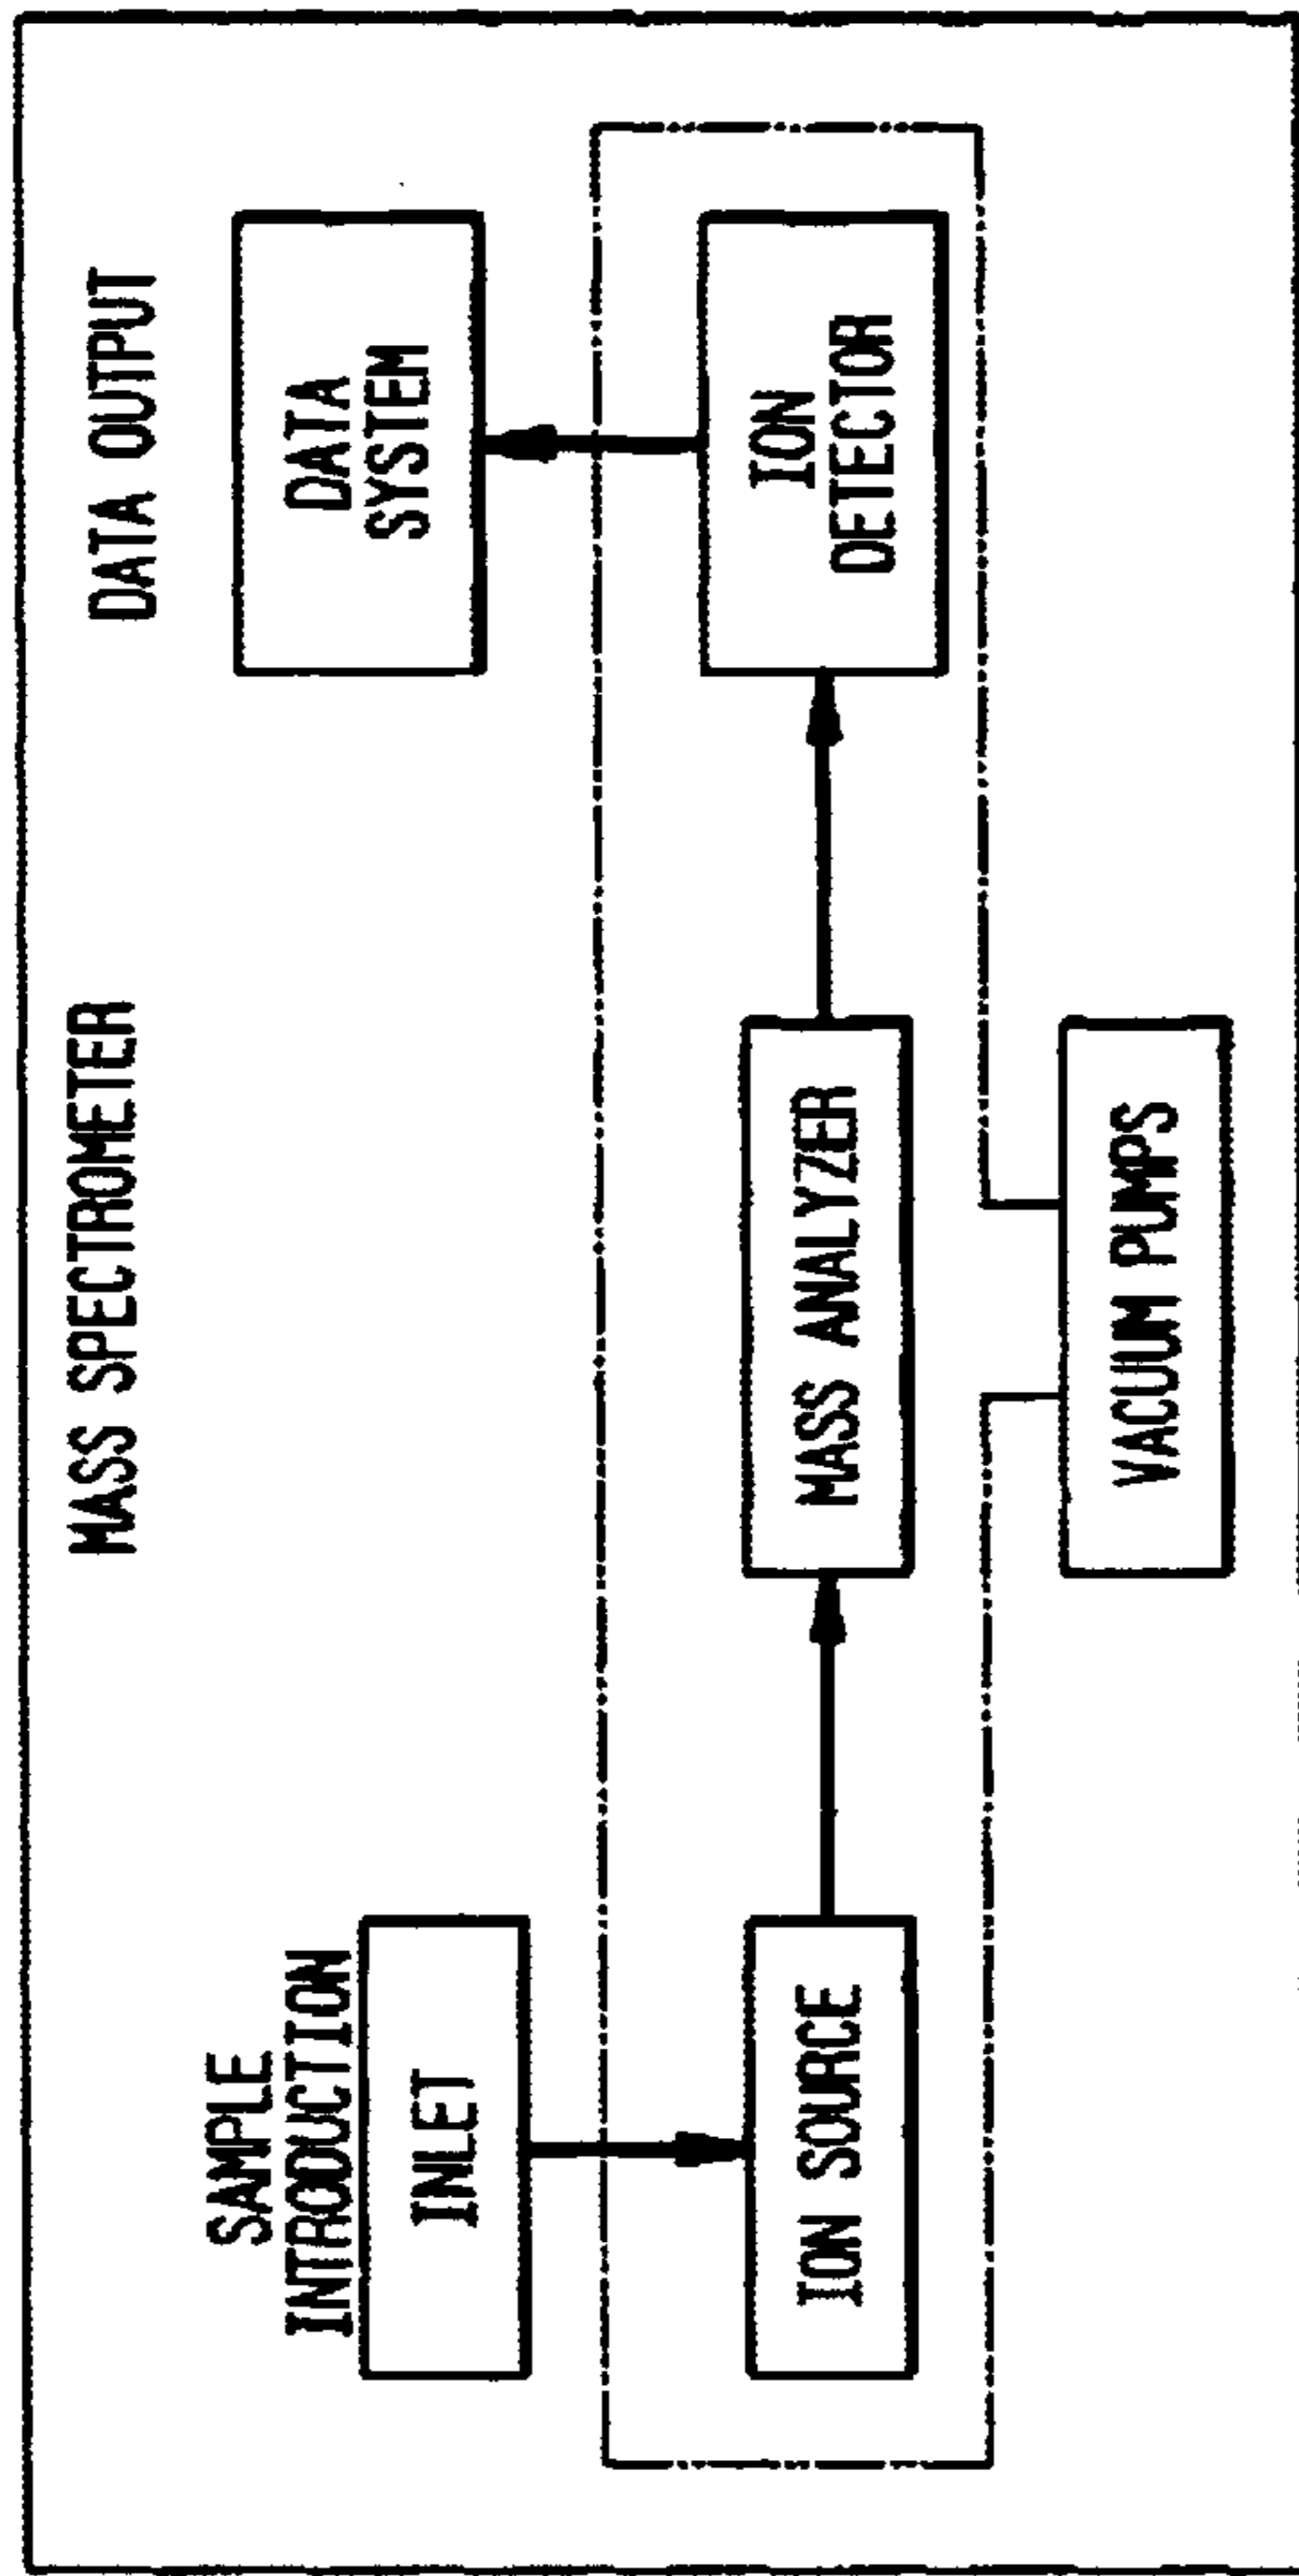 MASS SPECTROMETER
SAMPLE
INTRODUCTION
DATA OUTPUT
INLET
DATA
SYSTEM
ION SOURCE
MASS ANALYZER
ION
DETECTOR
VACUUM PUMPS